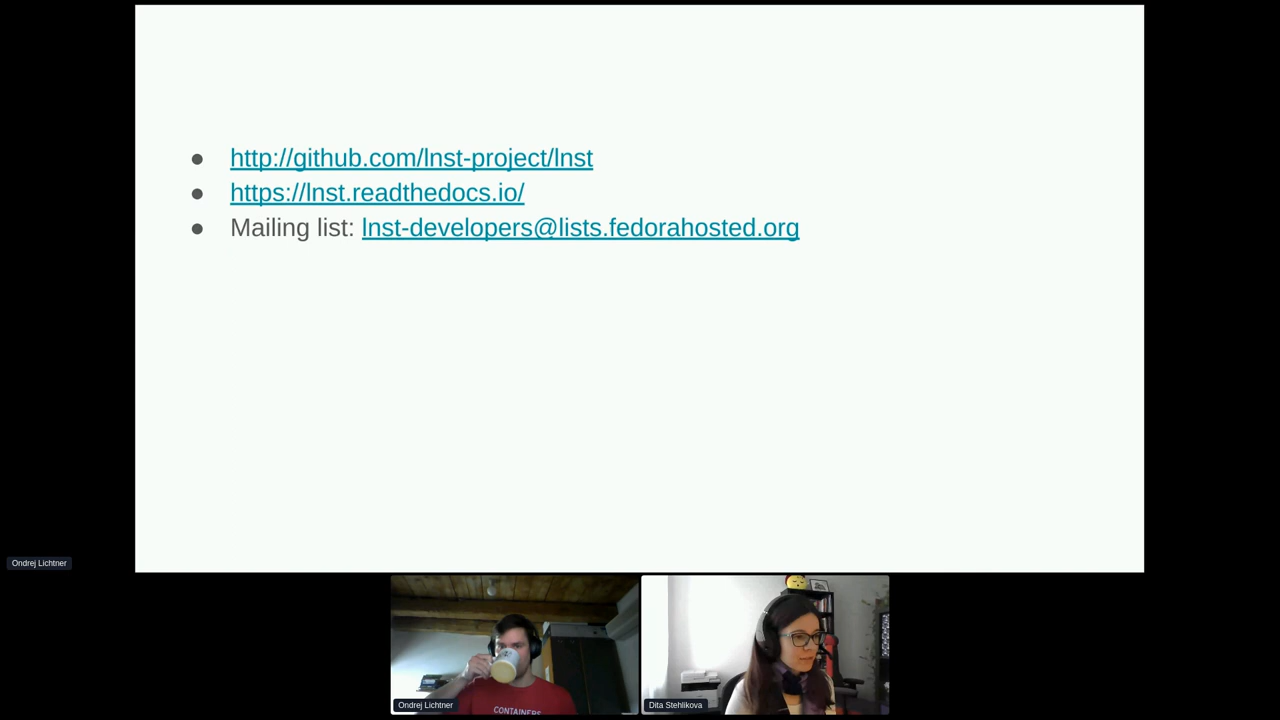 ● http://github.com/lnst-project/lnst
● https://lnst.readthedocs.io/
● Mailing list: lnst-developers@lists.fedorahosted.org
Ondrej Lichtner
CONTAINERS
Ondrej Lichtner
Dita Stehlikova